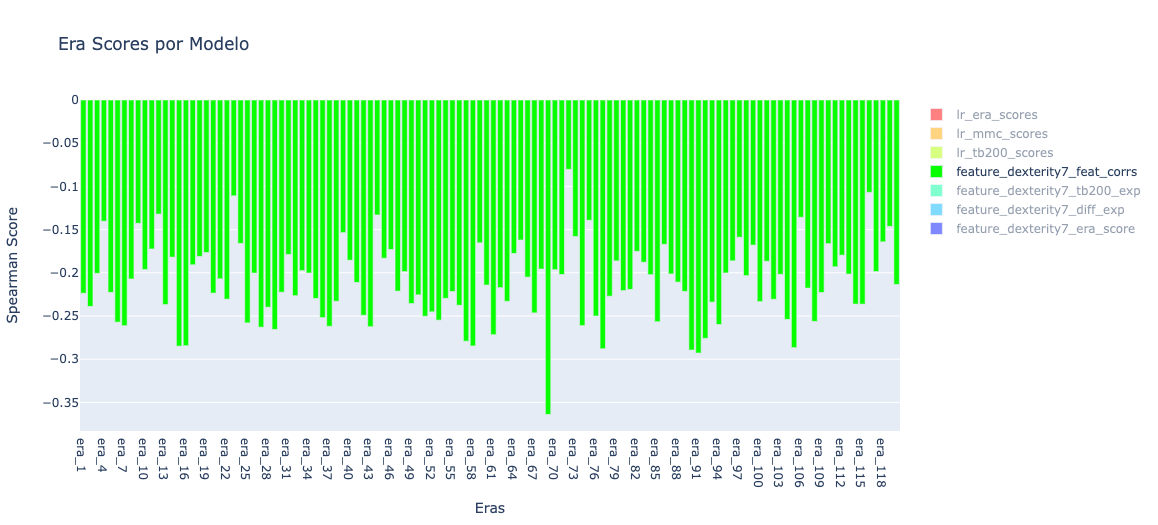 Era Scores por Modelo
Spearman Score
0
−0.05
−0.1
−0.15
−0.2
−0.25
−0.3
−0.35
era_1
era_4
era_7
era_10
era_13
era_16
era_19
era_22
era_25
era_28
era_31
era_34
era_37
era_40
era_43
era_46
era_49
era_52
era_55
era_58
era_61
era_64
era_67
era_70
era_73
era_76
era_79
era_82
era_85
era_88
era_91
era_94
era_97
era_100
era_103
era_106
era_109
era_112
era_115
era_118
Eras
lr_era_scores
lr_mmc_scores
lr_tb200_scores
feature_dexterity7_feat_corrs
feature_dexterity7_tb200_exp
feature_dexterity7_diff_exp
feature_dexterity7_era_score